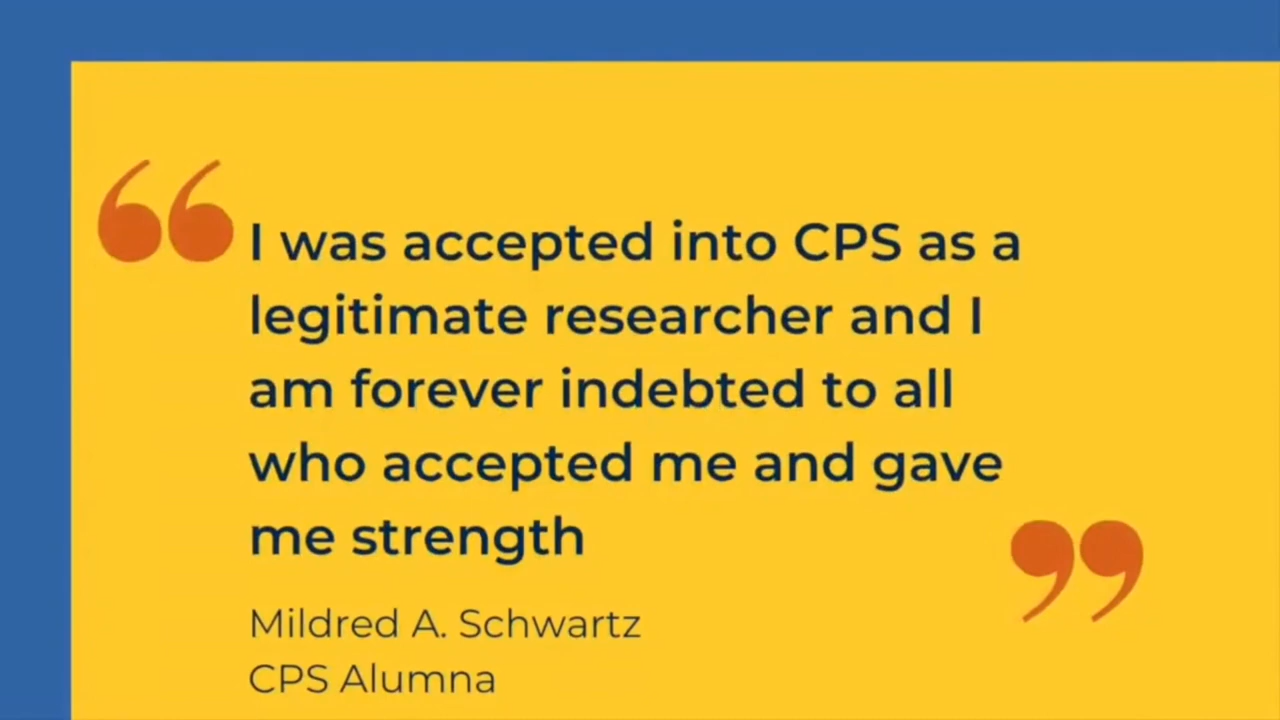 “I was accepted into CPS as a
legitimate researcher and I
am forever indebted to all
who accepted me and gave
me strength”
Mildred A. Schwartz
CPS Alumna